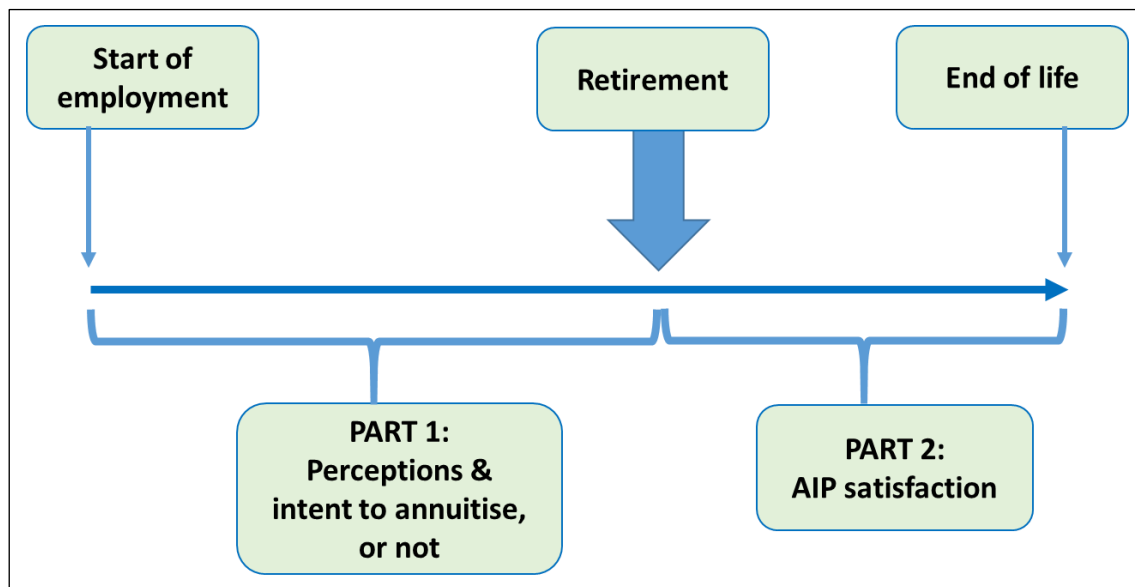 Start of
employment
Retirement
End of life
PART 1:
Perceptions &
intent to annuitise,
or not
PART 2:
AIP satisfaction